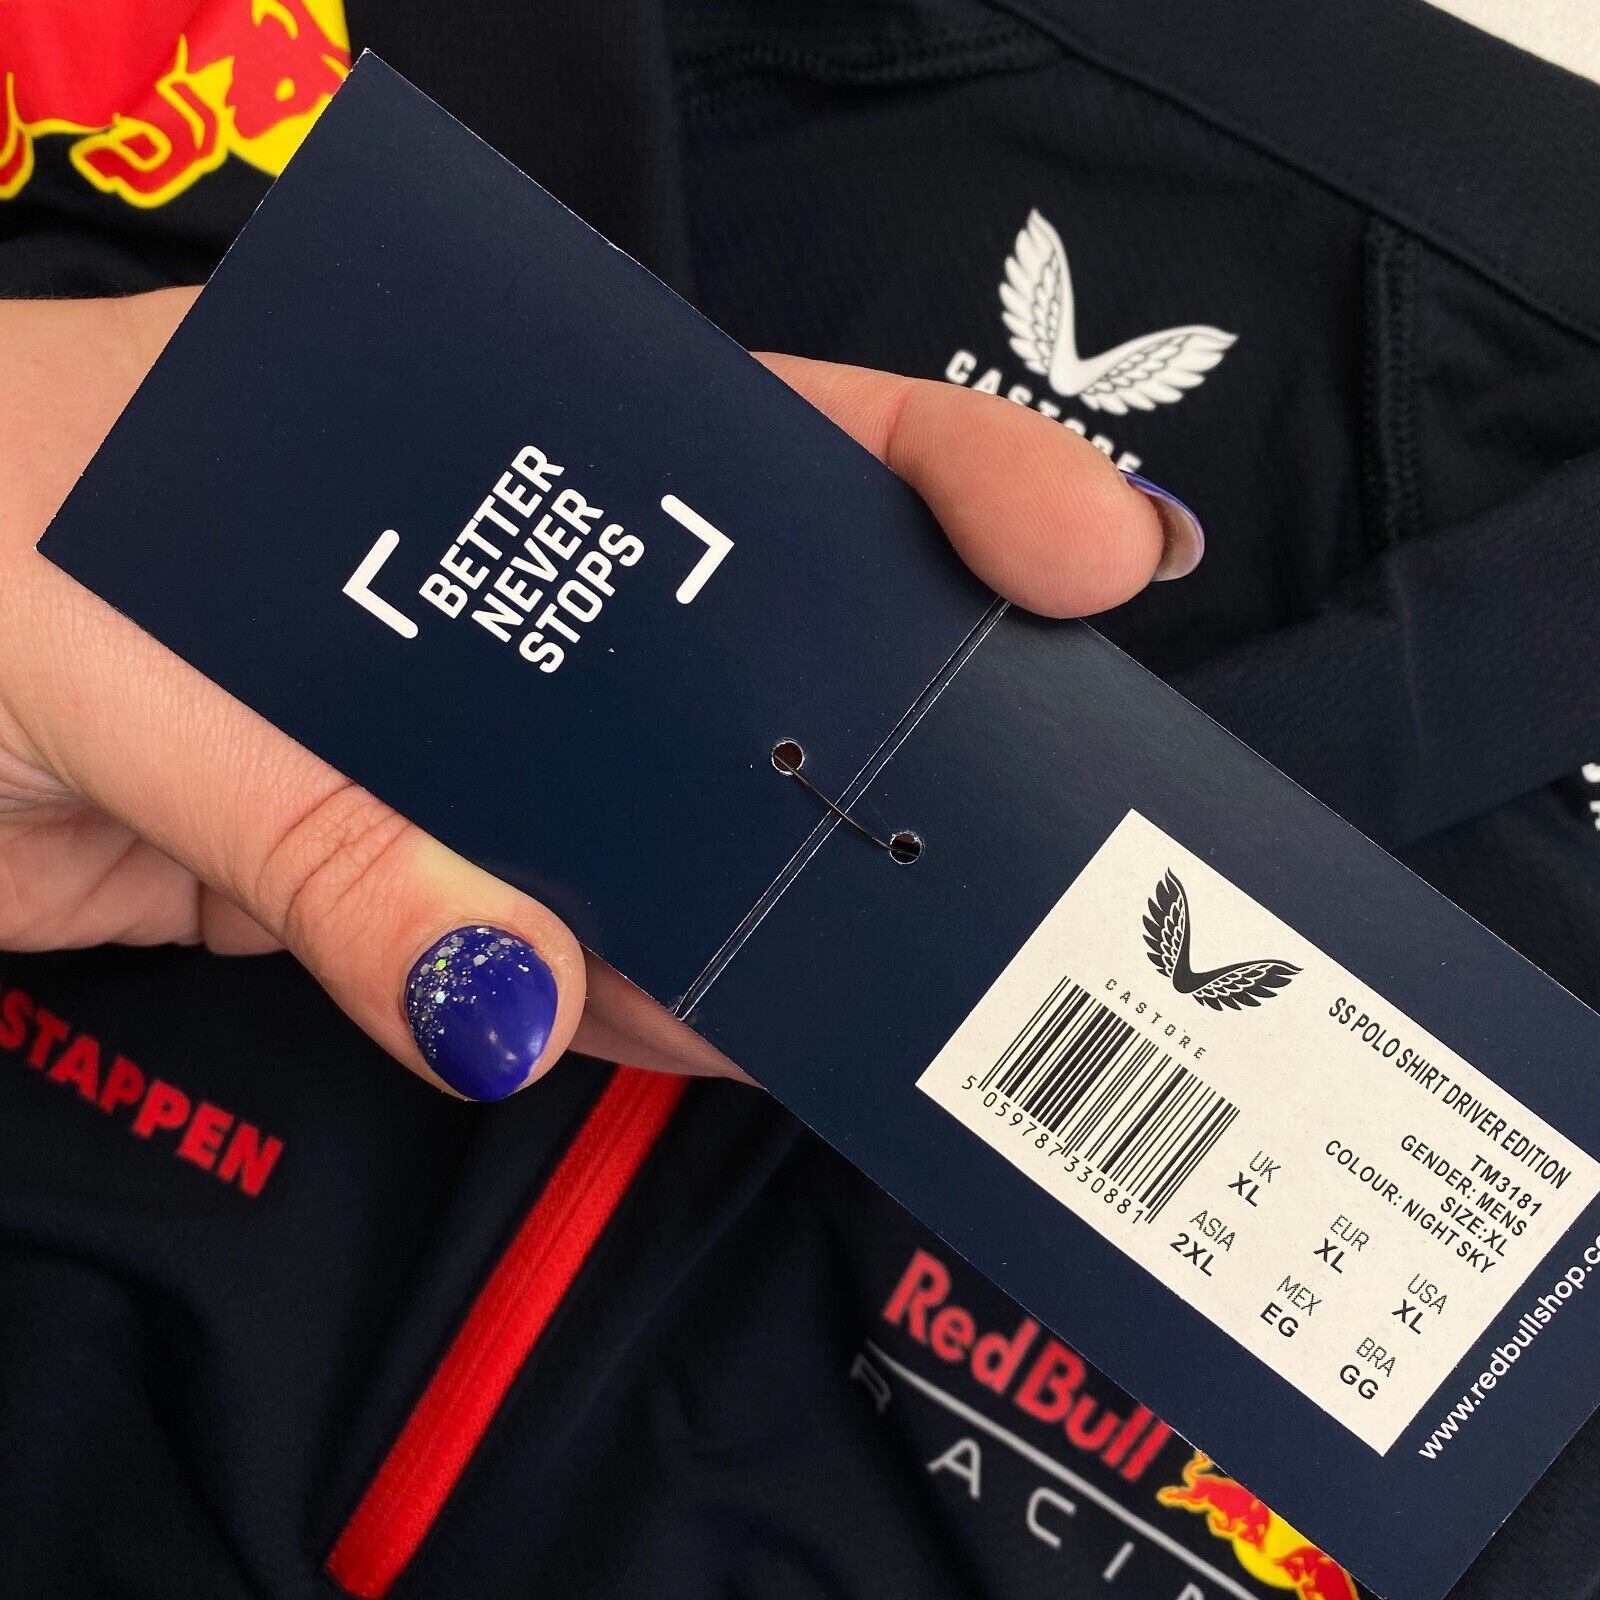 CASTORE
BETTER
NEVER
STOPS
CASTORE
SS POLO SHIRT DRIVER EDITION
TM3181
GENDER: MENS
SIZE:XL
COLOUR: NIGHT SKY
5 059787 330881
UK
XL
EUR
XL
USA
XL
ASIA
2XL
MEX
EG
BRA
GG
www.redbullshop.c
STAPPEN
Red Bull
RACIN